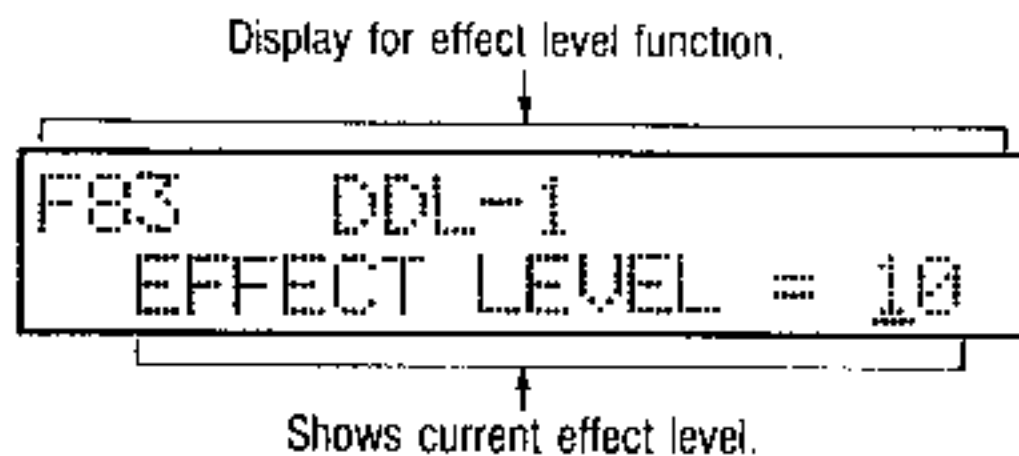 Display for effect level function.
F83 DDL-1
EFFECT LEVEL = 10
Shows current effect level.